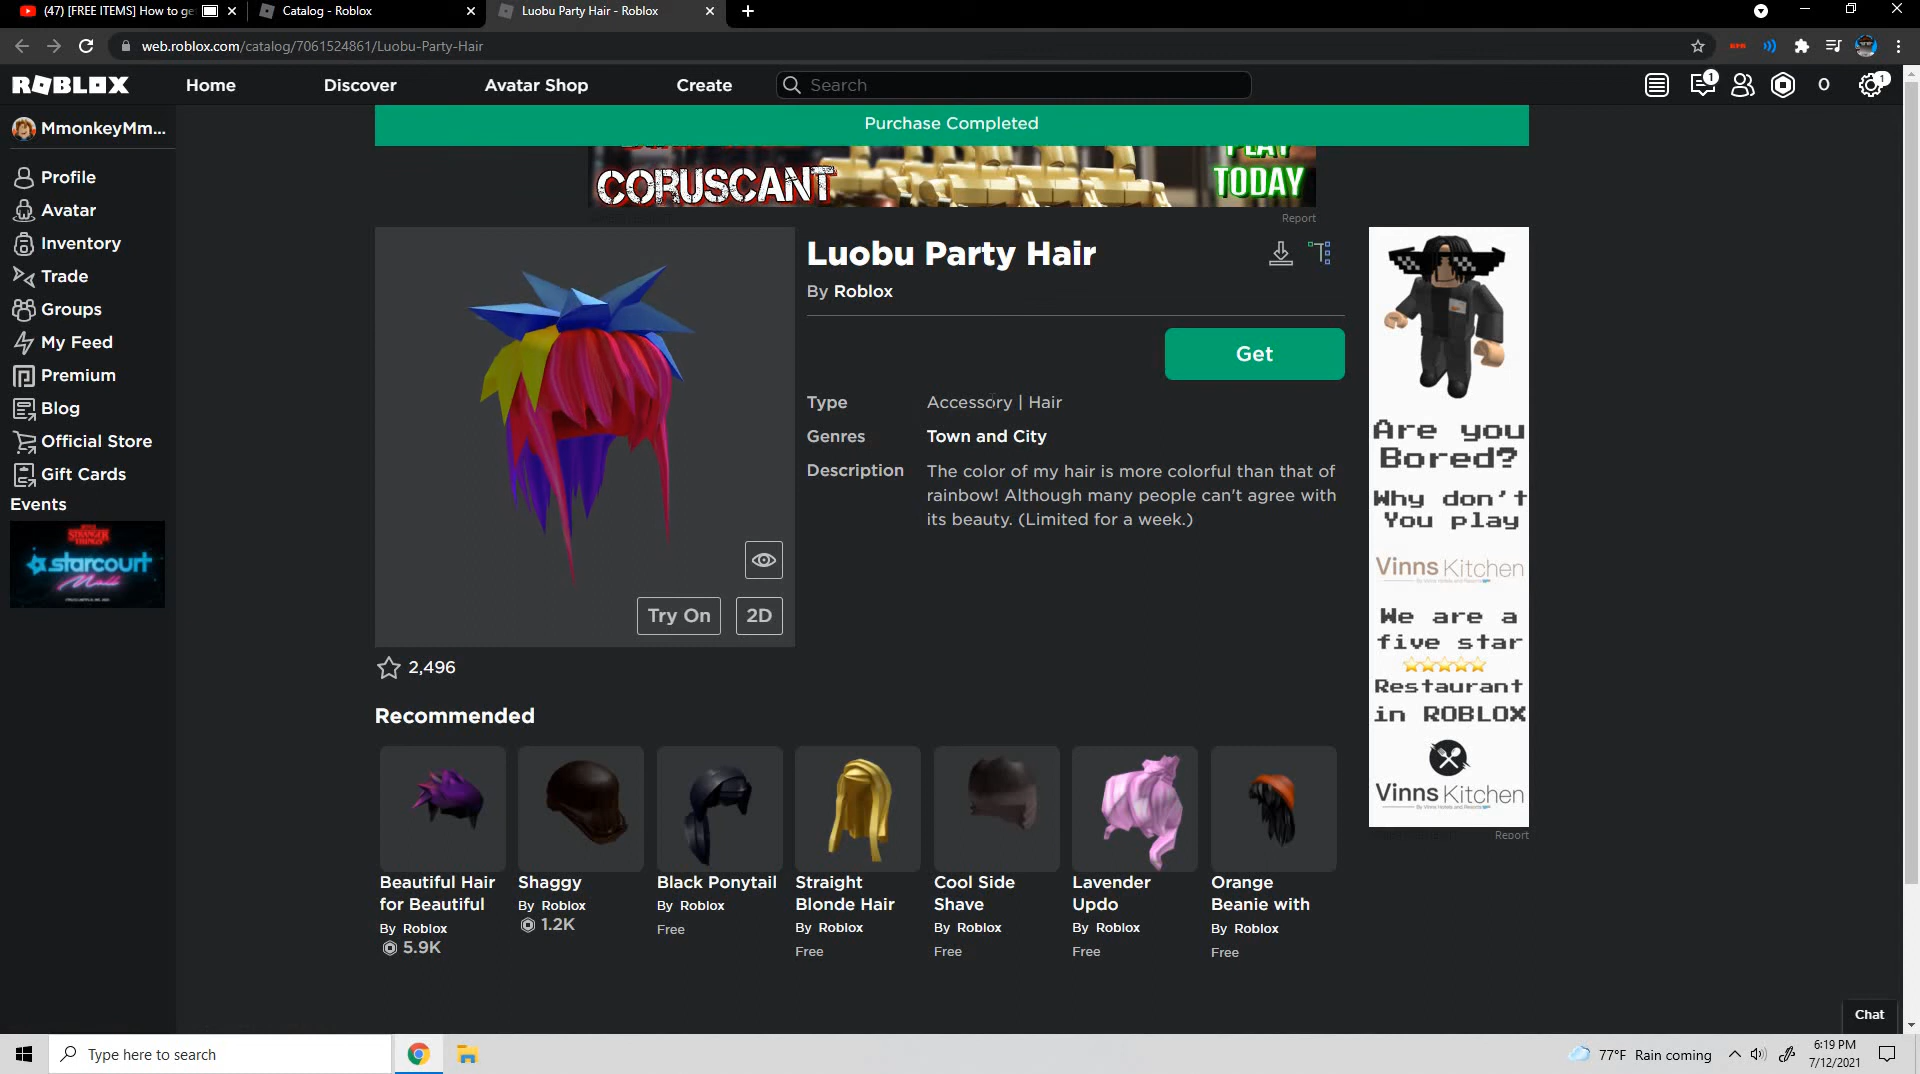 (47) [FREE ITEMS] How to ge
Catalog - Roblox
Luobu Party Hair - Roblox
web.roblox.com/catalog/7061524861/Luobu-Party-Hair
ROBLOX
Home
Discover
Avatar Shop
Create
Search
1
0
1
MmonkeyMm...
Profile
Avatar
Inventory
Trade
Groups
My Feed
Premium
Blog
Official Store
Gift Cards
Events
STRANGER THINGS
starcourt
Mall
Purchase Completed
CORUSCANT
PLAY
TODAY
Report
Luobu Party Hair
By Roblox
Get
Type
Accessory | Hair
Genres
Town and City
Description
The color of my hair is more colorful than that of
rainbow! Although many people can't agree with
its beauty. (Limited for a week.)
Try On
2D
2,496
Are you
Bored?
Why don't
You play
Vinns Kitchen
We are a
five star
Restaurant
in ROBLOX
Vinns Kitchen
Report
Recommended
Beautiful Hair
for Beautiful
By Roblox
5.9K
Shaggy
By Roblox
1.2K
Black Ponytail
By Roblox
Free
Straight
Blonde Hair
By Roblox
Free
Cool Side
Shave
By Roblox
Free
Lavender
Updo
By Roblox
Free
Orange
Beanie with
By Roblox
Free
Chat
Type here to search
77°F Rain coming
6:19 PM
7/12/2021